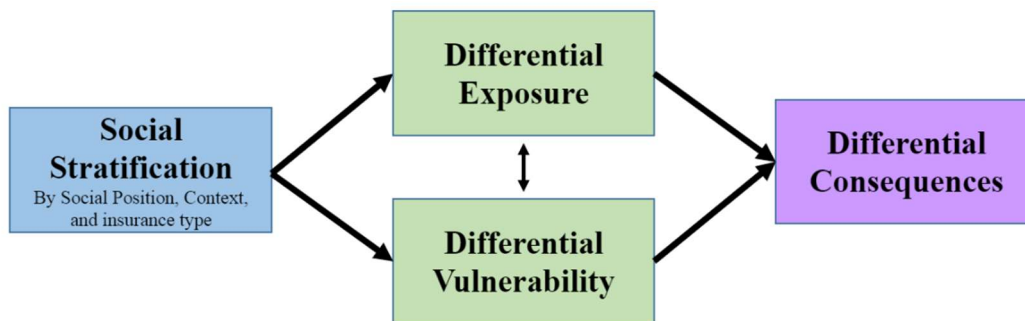 Social
Stratification
By Social Position, Context,
and insurance type
Differential
Exposure
Differential
Vulnerability
Differential
Consequences